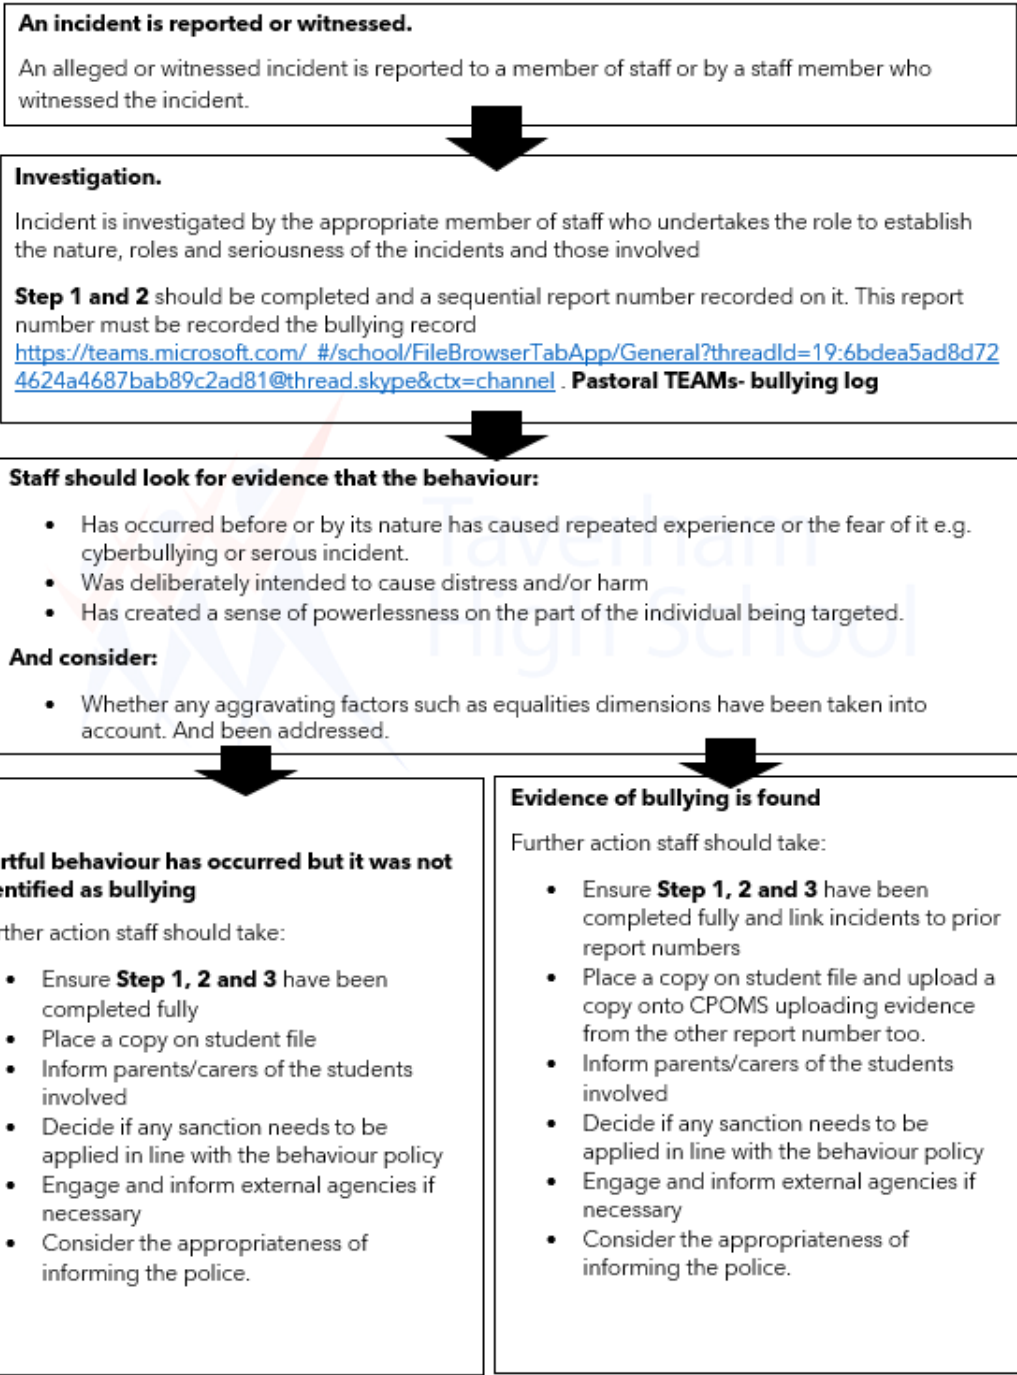 An incident is reported or witnessed.
An alleged or witnessed incident is reported to a member of staff or by a staff member who
witnessed the incident.
Investigation.
Incident is investigated by the appropriate member of staff who undertakes the role to establish
the nature, roles and seriousness of the incidents and those involved
Step 1 and 2 should be completed and a sequential report number recorded on it. This report
number must be recorded the bullying record
https://teams.microsoft.com/_#/school/FileBrowserTabApp/General?threadId=19:6bdea5ad8d72
4624a4687bab89c2ad81@thread.skype&ctx=channel . Pastoral TEAMs- bullying log
Taverham
High School
Staff should look for evidence that the behaviour:
• Has occurred before or by its nature has caused repeated experience or the fear of it e.g.
cyberbullying or serous incident.
• Was deliberately intended to cause distress and/or harm
• Has created a sense of powerlessness on the part of the individual being targeted.
And consider:
• Whether any aggravating factors such as equalities dimensions have been taken into
account. And been addressed.
rtful behaviour has occurred but it was not
entified as bullying
rther action staff should take:
• Ensure Step 1, 2 and 3 have been
completed fully
• Place a copy on student file
• Inform parents/carers of the students
involved
• Decide if any sanction needs to be
applied in line with the behaviour policy
• Engage and inform external agencies if
necessary
• Consider the appropriateness of
informing the police.
Evidence of bullying is found
Further action staff should take:
• Ensure Step 1, 2 and 3 have been
completed fully and link incidents to prior
report numbers
• Place a copy on student file and upload a
copy onto CPOMS uploading evidence
from the other report number too.
• Inform parents/carers of the students
involved
• Decide if any sanction needs to be
applied in line with the behaviour policy
• Engage and inform external agencies if
necessary
• Consider the appropriateness of
informing the police.